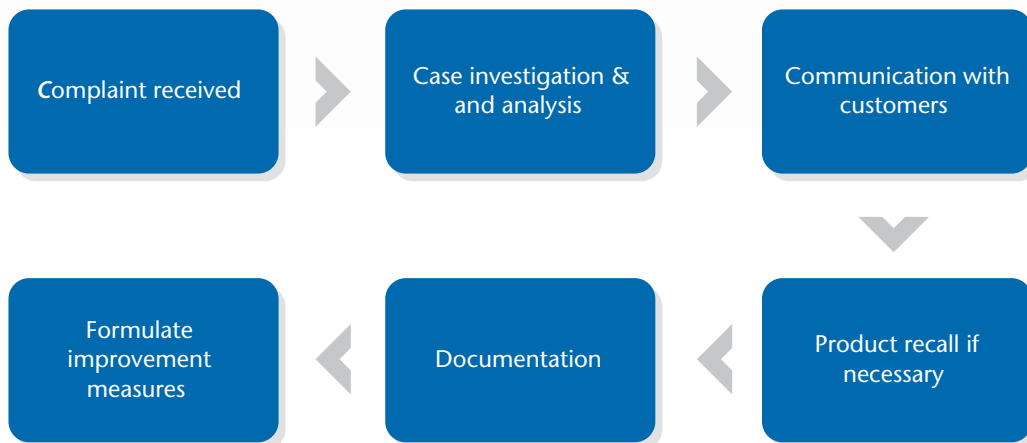 Complaint received
Case investigation &
and analysis
Communication with
customers
Product recall if
necessary
Documentation
Formulate
improvement
measures